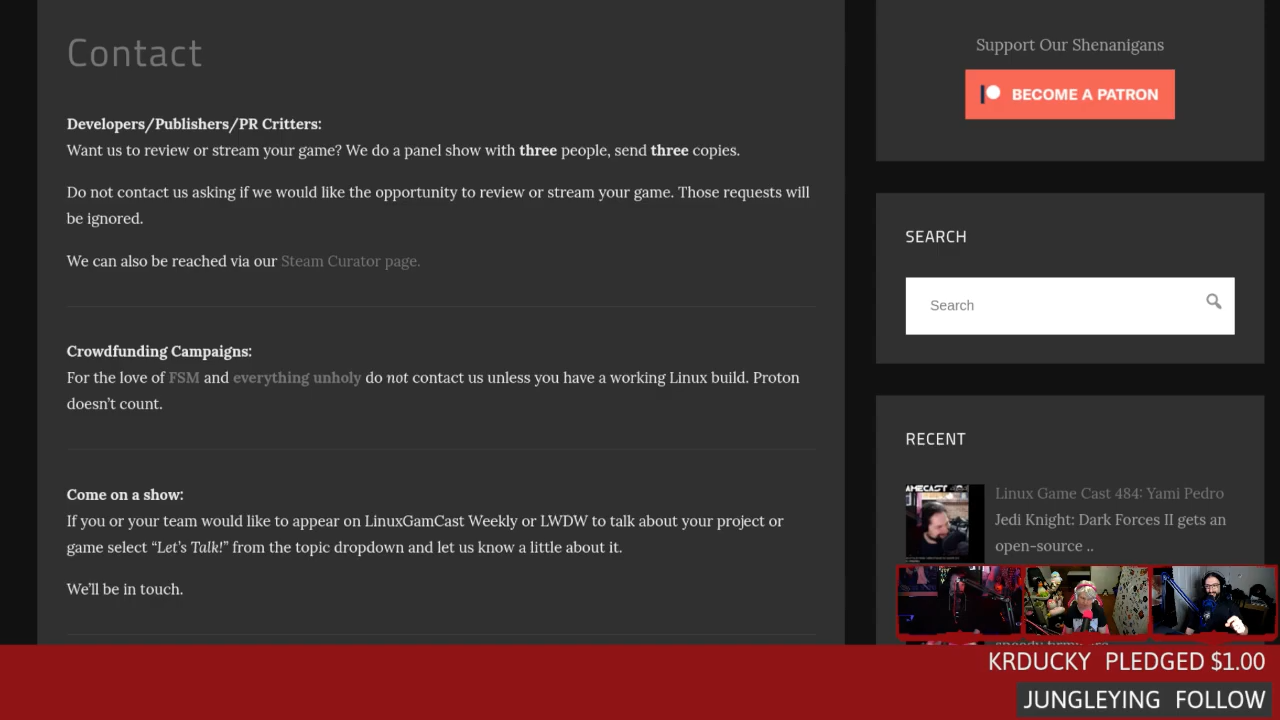 Contact
Developers/Publishers/PR Critters:
Want us to review or stream your game? We do a panel show with three people, send three copies.
Do not contact us asking if we would like the opportunity to review or stream your game. Those requests will
be ignored.
We can also be reached via our Steam Curator page.
Crowdfunding Campaigns:
For the love of FSM and everything unholy do not contact us unless you have a working Linux build. Proton
doesn't count.
Come on a show:
If you or your team would like to appear on LinuxGamCast Weekly or LWDW to talk about your project or
game select “Let's Talk!” from the topic dropdown and let us know a little about it.
We'll be in touch.
Support Our Shenanigans
BECOME A PATRON
SEARCH
Search
RECENT
Linux Game Cast 484: Yami Pedro
Jedi Knight: Dark Forces II gets an
open-source ..
KRDUCKY PLEDGED $1.00
JUNGLEYING FOLLOW